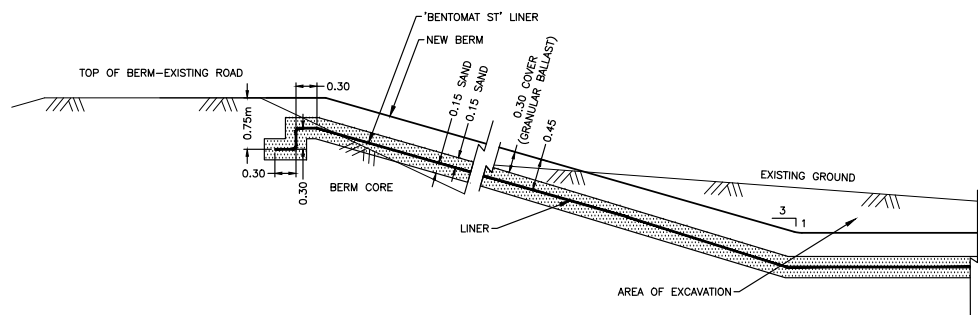 'BENTOMAT ST' LINER
NEW BERM
TOP OF BERM-EXISTING ROAD
0.30
0.75m
0.15 SAND
0.15 SAND
0.30 COVER
(GRANULAR BALLAST)
0.45
0.30
0.30
BERM CORE
EXISTING GROUND
3
1
LINER
AREA OF EXCAVATION